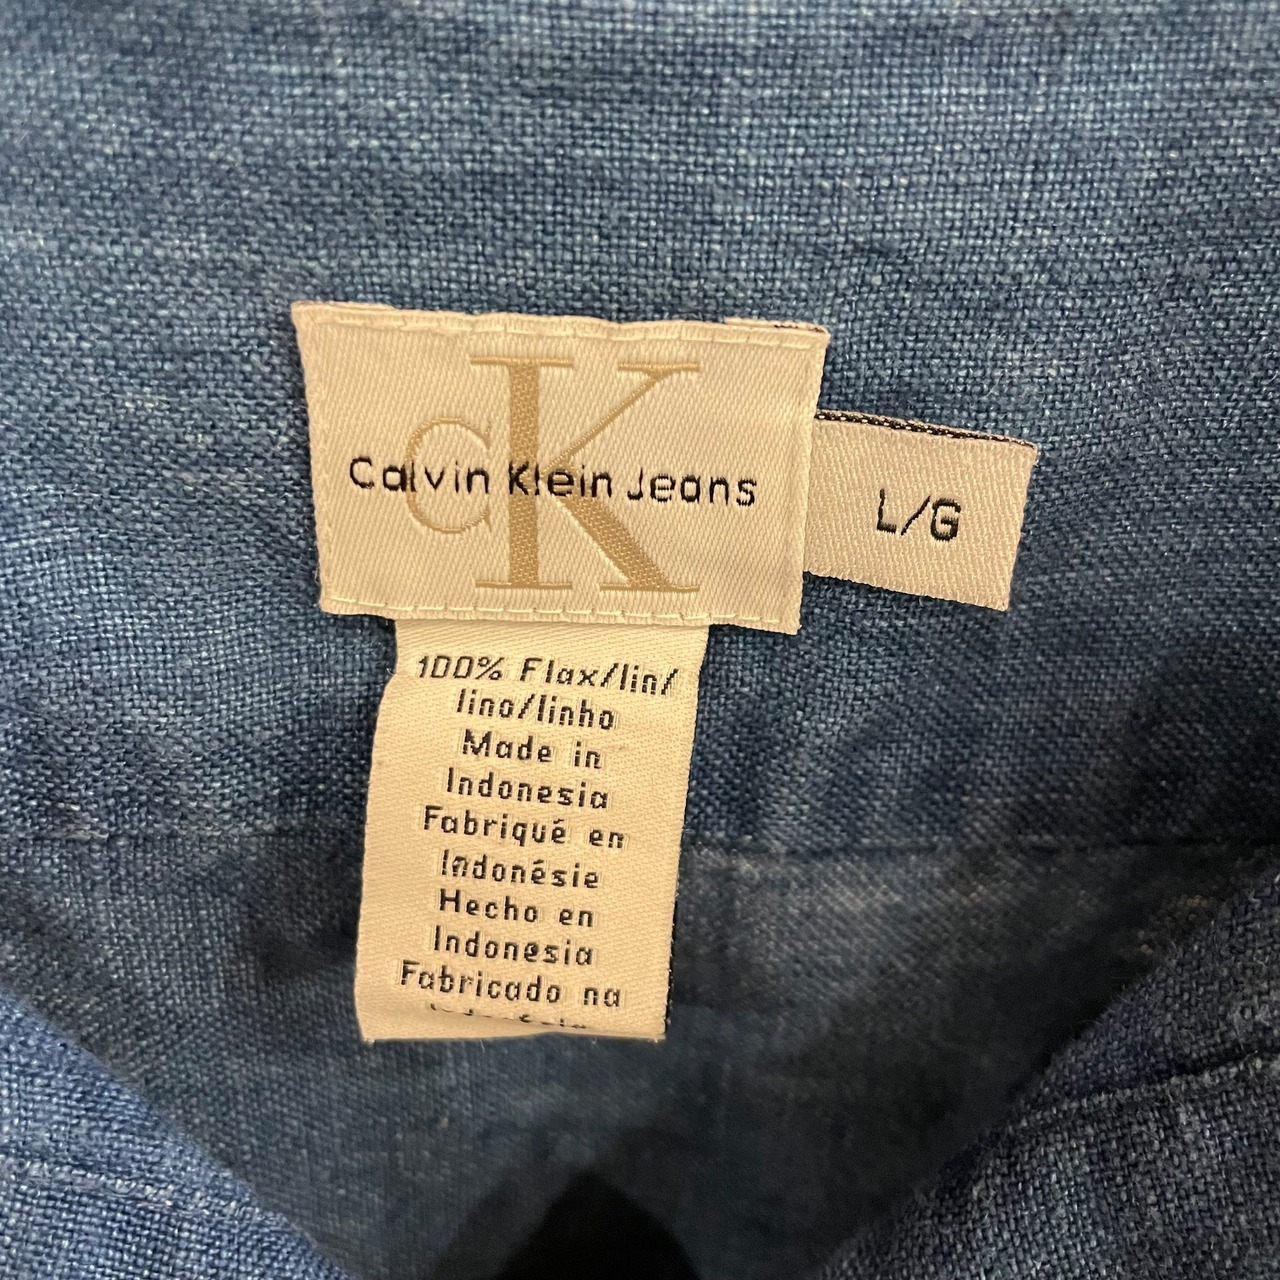 CK
Calvin Klein Jeans
L/G
100% Flax/lin/
lino/linho
Made in
Indonesia
Fabriqué en
Indonésie
Hecho en
Indonesia
Fabricado na